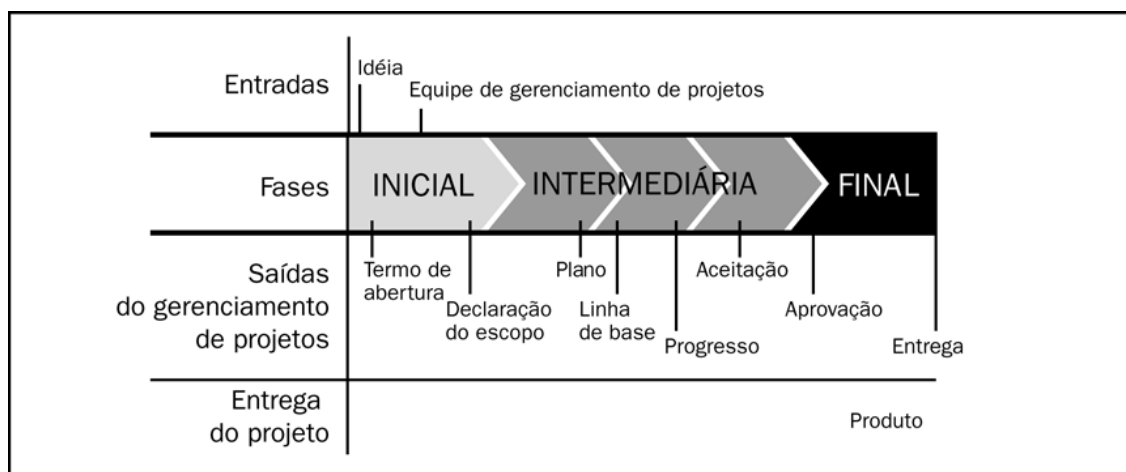 Entradas
Idéia
Equipe de gerenciamento de projetos
Fases
INICIAL
INTERMEDIÁRIA
FINAL
Saídas
do gerenciamento
de projetos
Termo de
abertura
Declaração
do escopo
Plano
Linha
de base
Progresso
Aceitação
Aprovação
Entrega
Entrega
do projeto
Produto